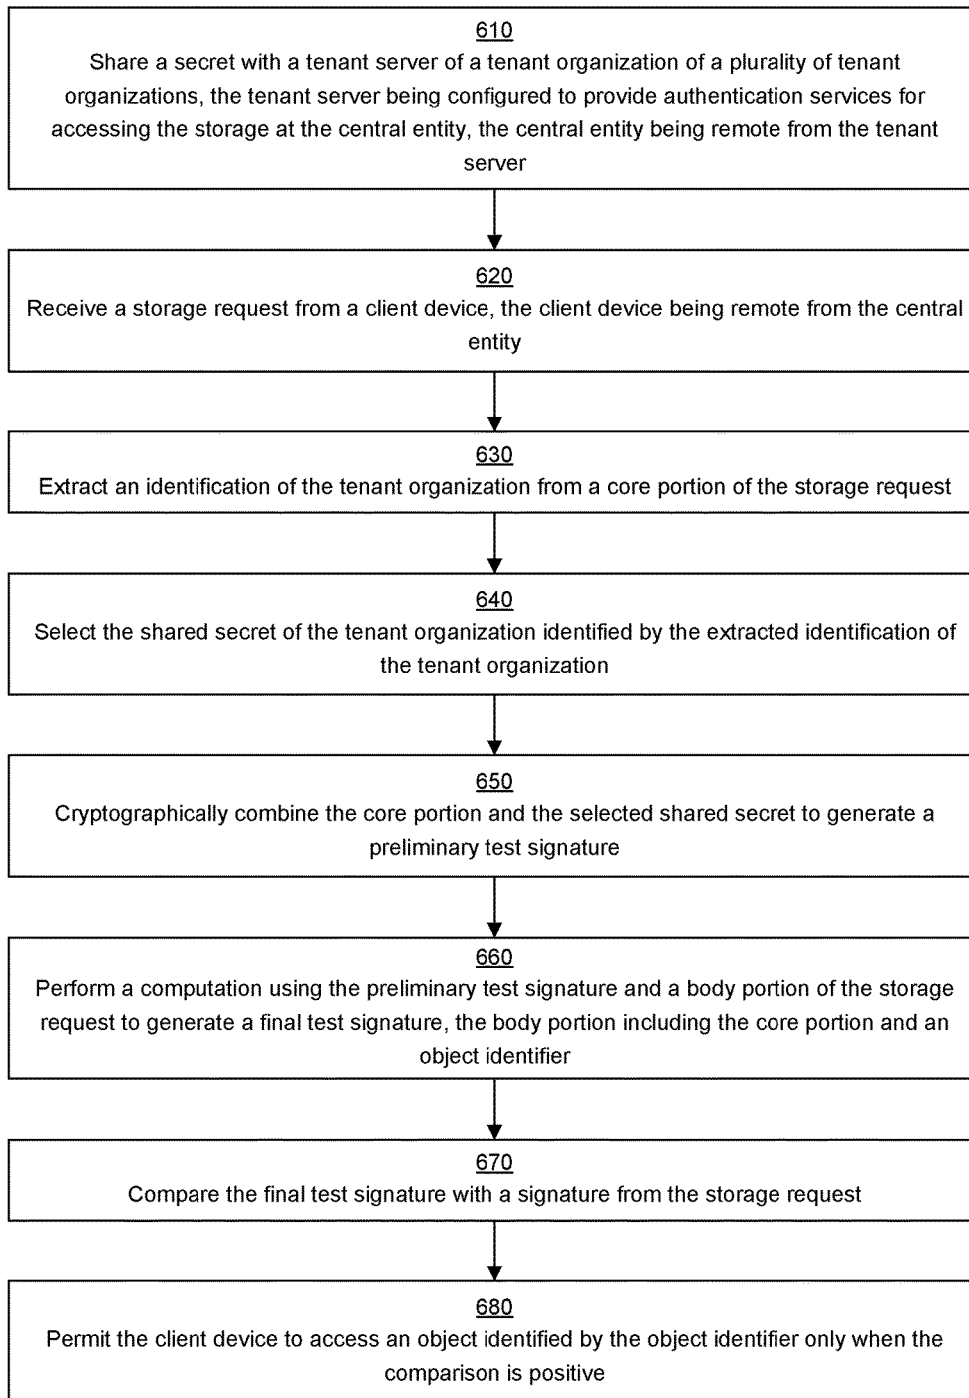 610
Share a secret with a tenant server of a tenant organization of a plurality of tenant
organizations, the tenant server being configured to provide authentication services for
accessing the storage at the central entity, the central entity being remote from the tenant
server
620
Receive a storage request from a client device, the client device being remote from the central
entity
630
Extract an identification of the tenant organization from a core portion of the storage request
640
Select the shared secret of the tenant organization identified by the extracted identification of
the tenant organization
650
Cryptographically combine the core portion and the selected shared secret to generate a
preliminary test signature
660
Perform a computation using the preliminary test signature and a body portion of the storage
request to generate a final test signature, the body portion including the core portion and an
object identifier
670
Compare the final test signature with a signature from the storage request
680
Permit the client device to access an object identified by the object identifier only when the
comparison is positive